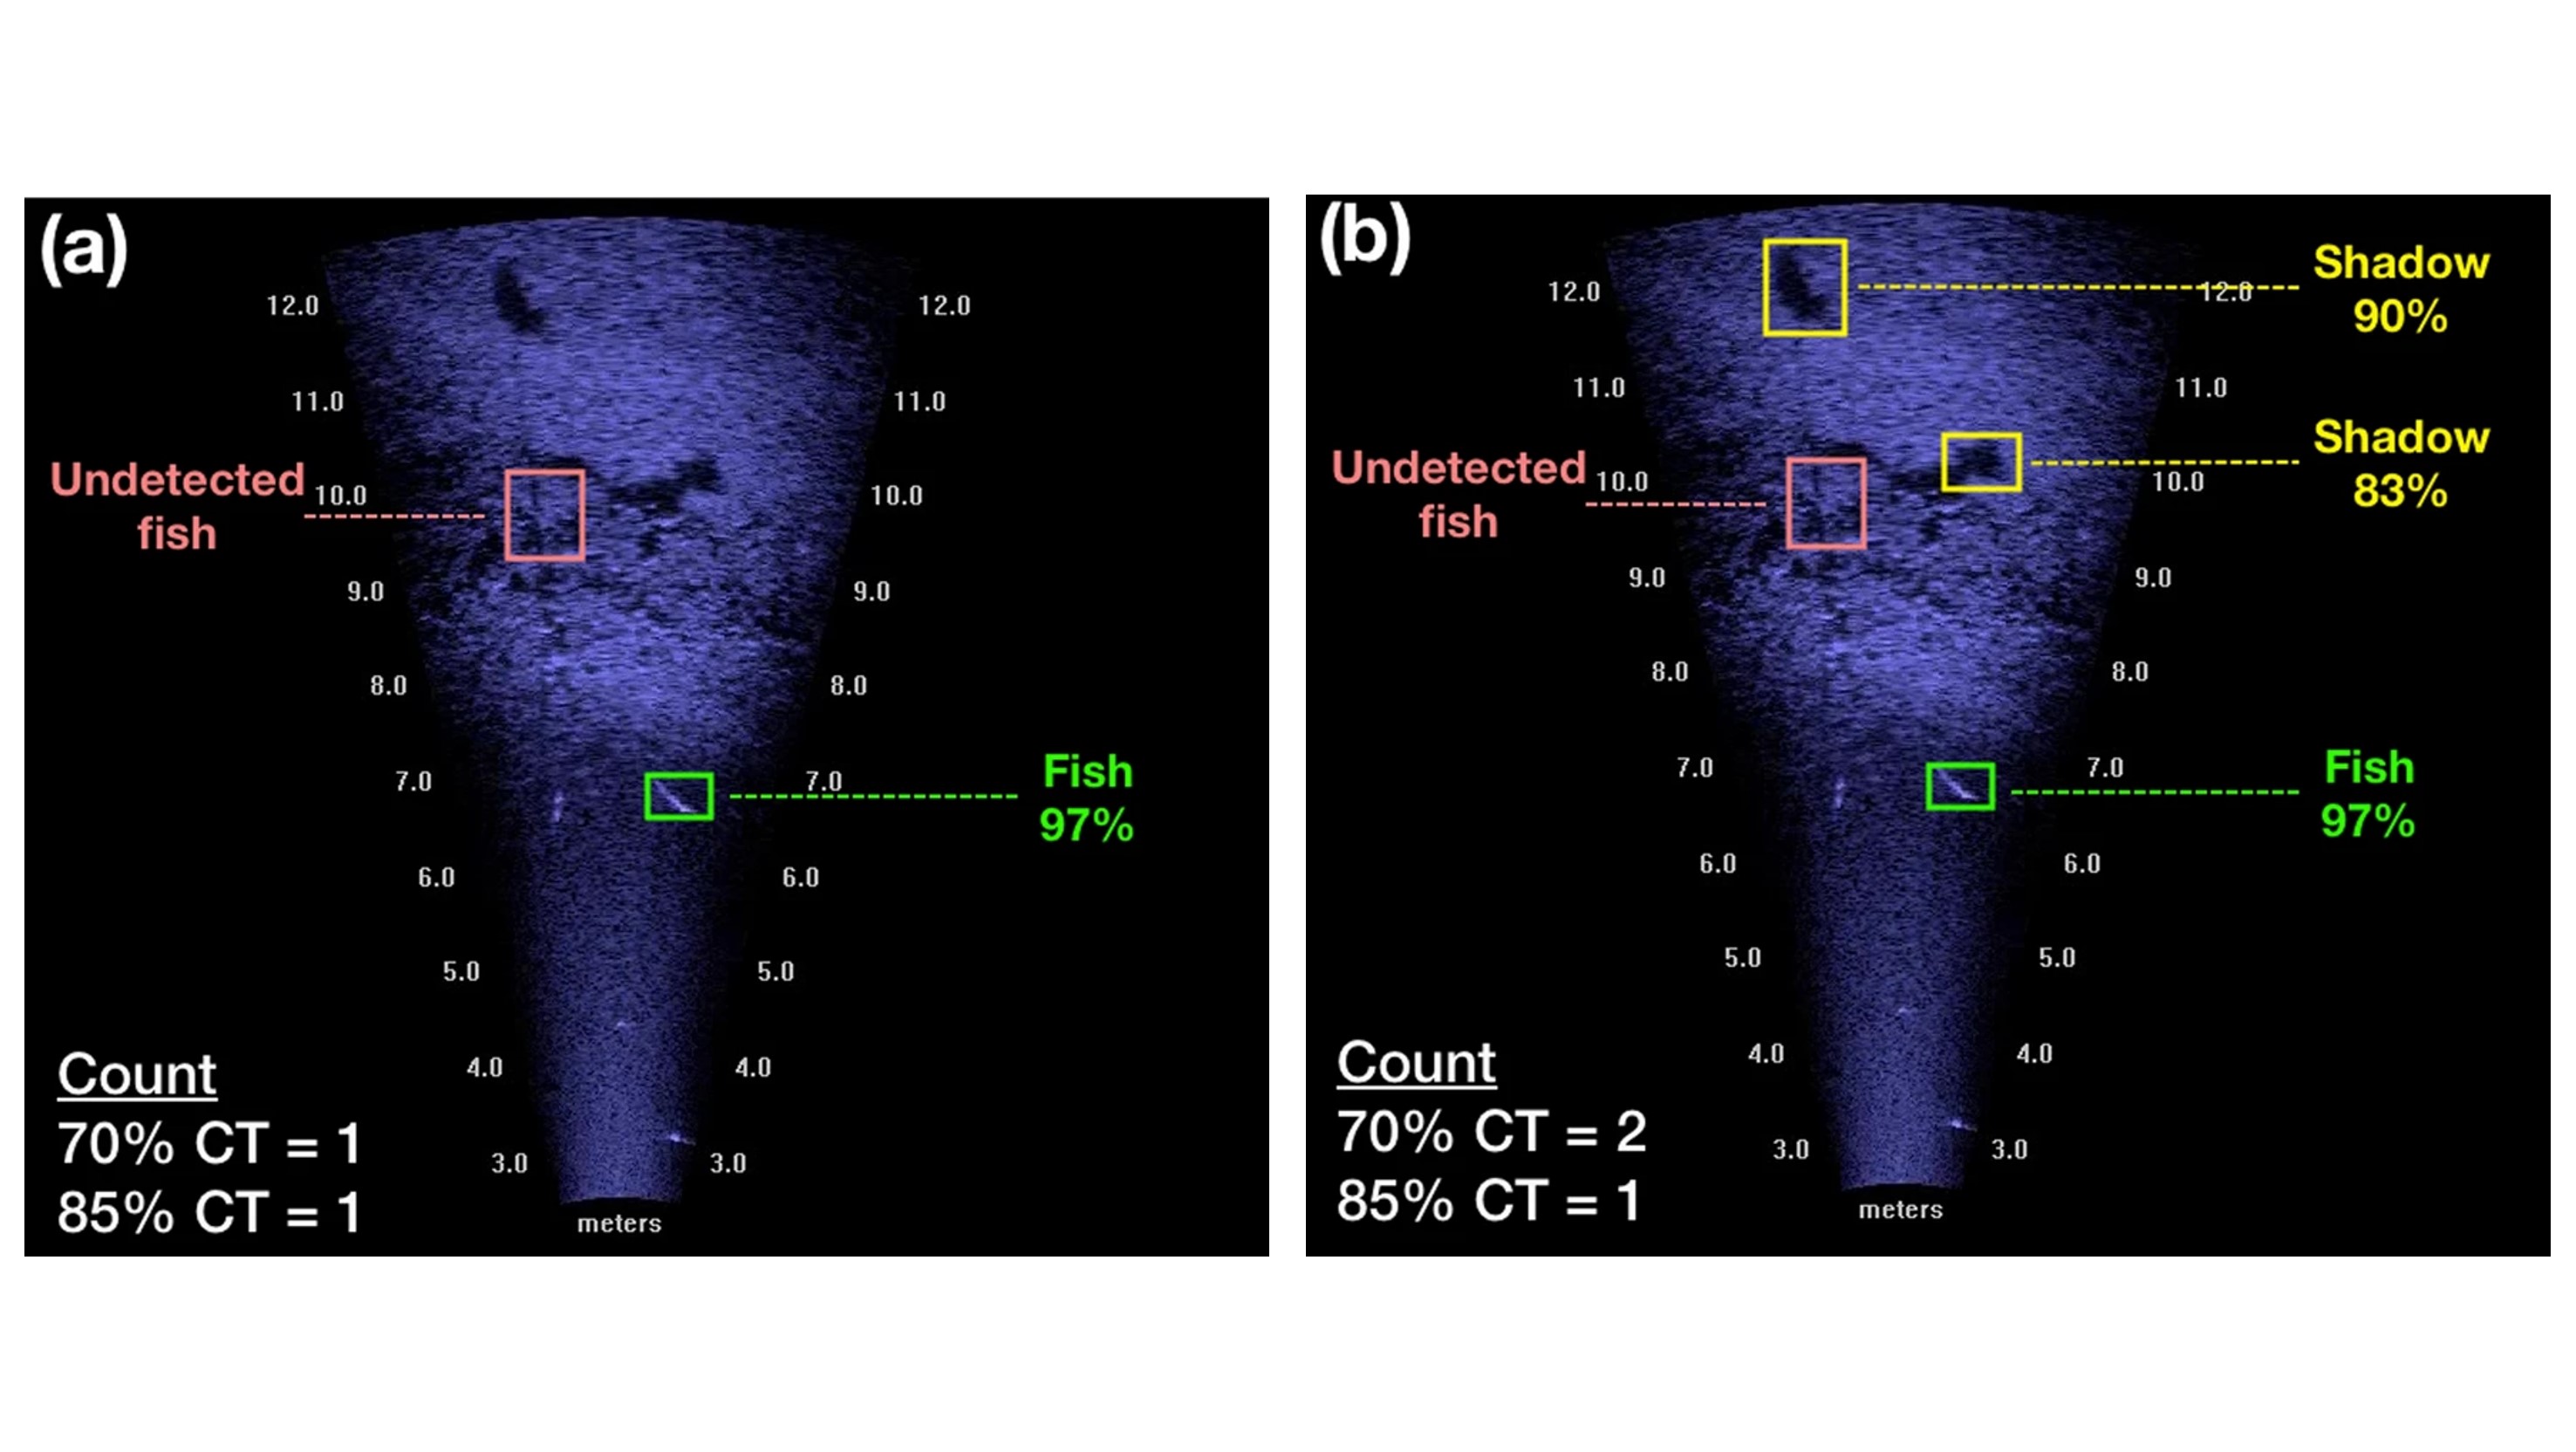 (a)
12.0 12.0
11.0 11.0
Undetected
fish
10.0 10.0
9.0 9.0
8.0 8.0
7.0 7.0
Fish
97%
6.0 6.0
5.0 5.0
4.0 4.0
3.0 3.0
meters
Count
70% CT = 1
85% CT = 1
(b)
Shadow
90%
12.0 12.0
11.0 11.0
Shadow
83%
Undetected
fish
10.0 10.0
9.0 9.0
8.0 8.0
7.0 7.0
Fish
97%
6.0 6.0
5.0 5.0
4.0 4.0
3.0 3.0
meters
Count
70% CT = 2
85% CT = 1